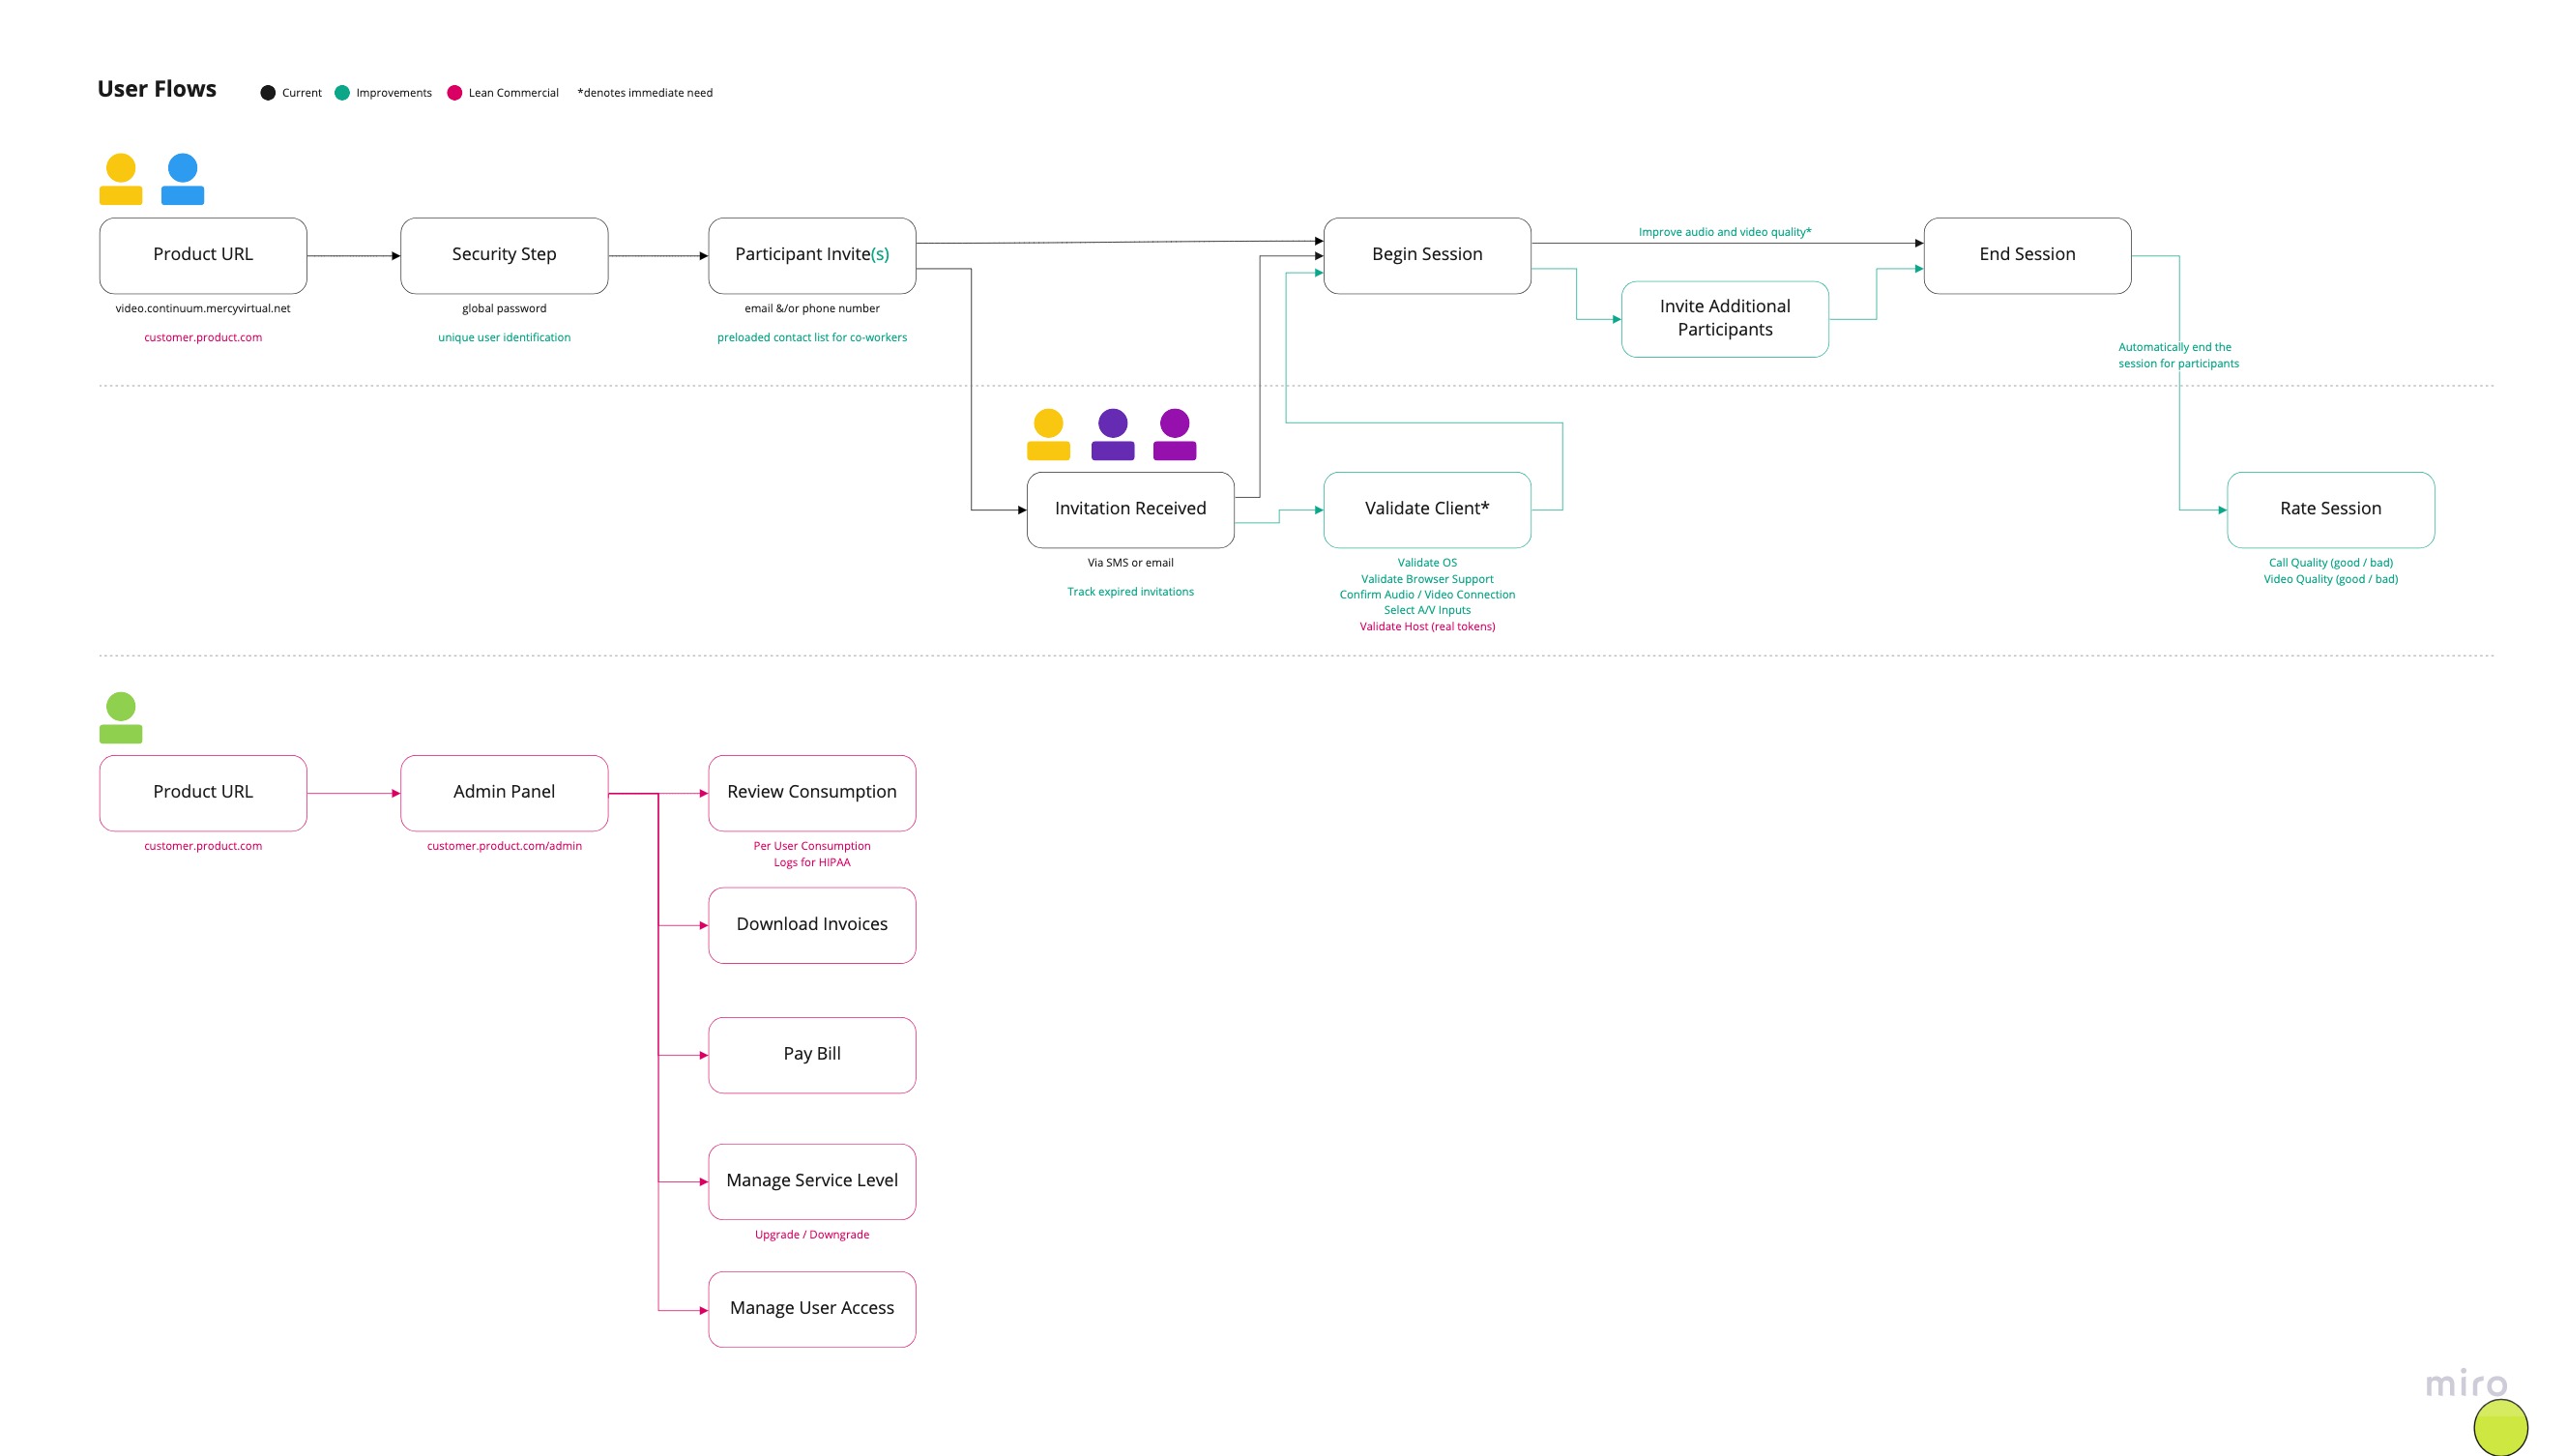 User Flows
Current
Improvements
Lean Commercial
*denotes immediate need
Product URL
video.continuum.mercyvirtual.net
customer.product.com
Security Step
global password
unique user identification
Participant Invite(s)
email &/or phone number
preloaded contact list for co-workers
Begin Session
Improve audio and video quality*
Invite Additional
Participants
End Session
Automatically end the
session for participants
Invitation Received
Via SMS or email
Track expired invitations
Validate Client*
Validate OS
Validate Browser Support
Confirm Audio / Video Connection
Select A/V Inputs
Validate Host (real tokens)
Rate Session
Call Quality (good / bad)
Video Quality (good / bad)
Product URL
customer.product.com
Admin Panel
customer.product.com/admin
Review Consumption
Per User Consumption
Logs for HIPAA
Download Invoices
Pay Bill
Manage Service Level
Upgrade / Downgrade
Manage User Access
miro